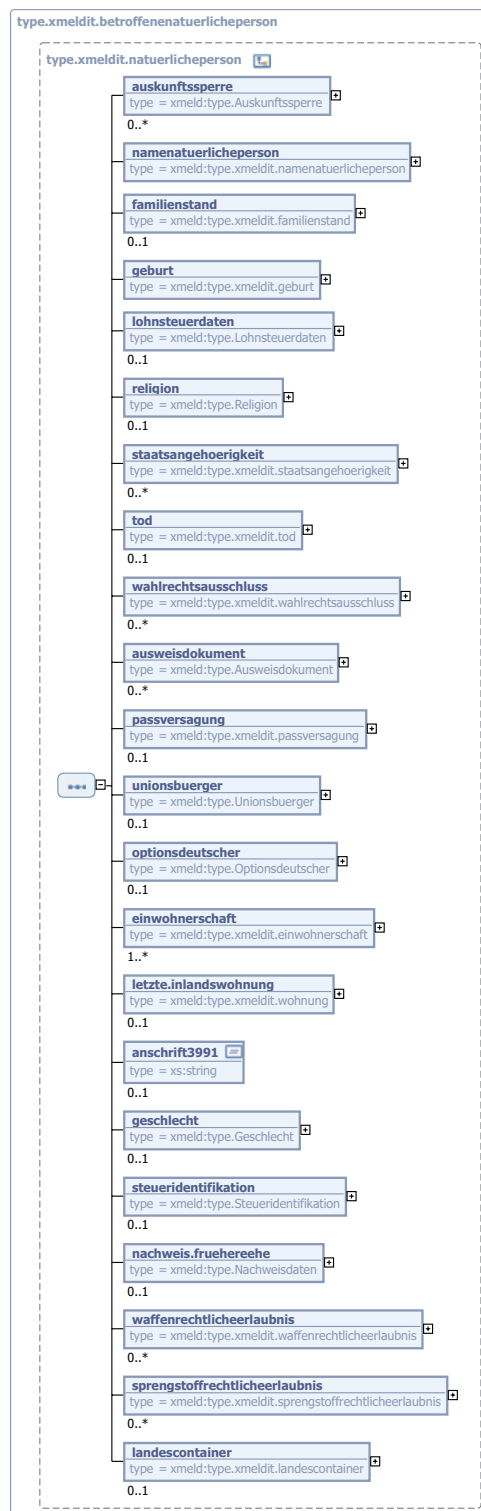 type.xmeldit.betroffenenatuerlicheperson
type.xmeldit.natuerlicheperson
auskunftssperre
type = xmeld:type.Auskunftssperre
0..*
namenatuerlicheperson
type = xmeld:type.xmeldit.namenatuerlicheperson
familienstand
type = xmeld:type.xmeldit.familienstand
0..1
geburt
type = xmeld:type.xmeldit.geburt
lohnsteuerdaten
type = xmeld:type.Lohnsteuerdaten
0..1
religion
type = xmeld:type.Religion
0..1
staatsangehoerigkeit
type = xmeld:type.xmeldit.staatsangehoerigkeit
0..*
tod
type = xmeld:type.xmeldit.tod
0..1
wahlrechtsausschluss
type = xmeld:type.xmeldit.wahlrechtsausschluss
0..*
ausweisdokument
type = xmeld:type.Ausweisdokument
0..*
passversagung
type = xmeld:type.xmeldit.passversagung
0..1
unionsbuerger
type = xmeld:type.Unionsbuerger
0..1
optionsdeutscher
type = xmeld:type.Optionsdeutscher
0..1
einwohnerschaft
type = xmeld:type.xmeldit.einwohnerschaft
1..*
letzte.inlandswohnung
type = xmeld:type.xmeldit.wohnung
0..1
anschrift3991
type = xs:string
0..1
geschlecht
type = xmeld:type.Geschlecht
0..1
steueridentifikation
type = xmeld:type.Steueridentifikation
0..1
nachweis.fruehereehe
type = xmeld:type.Nachweisdaten
0..1
waffenrechtlicheerlaubnis
type = xmeld:type.xmeldit.waffenrechtlicheerlaubnis
0..*
sprengstoffrechtlicheerlaubnis
type = xmeld:type.xmeldit.sprengstoffrechtlicheerlaubnis
0..*
landescontainer
type = xmeld:type.xmeldit.landescontainer
0..1